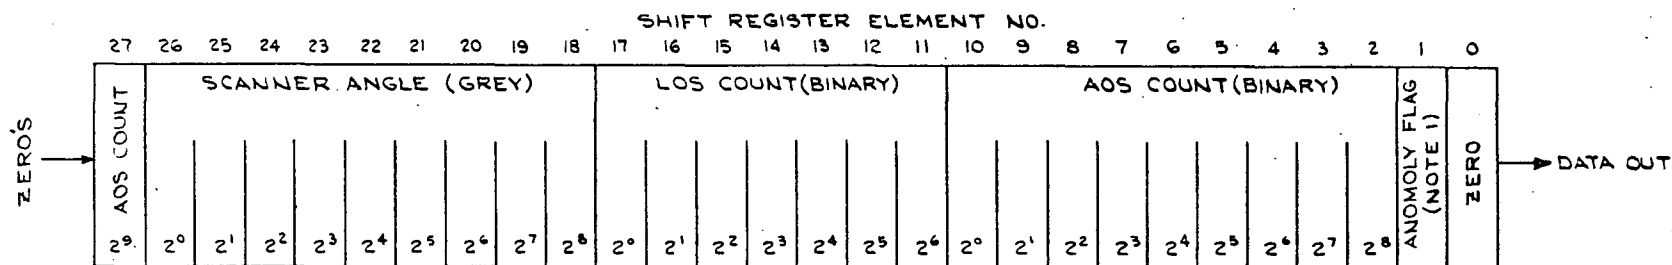 SHIFT REGISTER ELEMENT NO.
27 26 25 24 23 22 21 20 19 18 17 16 15 14 13 12 11 10 9 8 7 6 5 4 3 2 1 0
ZERO'S
AOS COUNT
SCANNER ANGLE (GREY)
LOS COUNT(BINARY)
AOS COUNT(BINARY)
ANOMOLY FLAG
(NOTE 1)
ZERO
DATA OUT
2⁹ 2⁰ 2¹ 2² 2³ 2⁴ 2⁵ 2⁶ 2⁷ 2⁸ 2⁰ 2¹ 2² 2³ 2⁴ 2⁵ 2⁶ 2⁰ 2¹ 2² 2³ 2⁴ 2⁵ 2⁶ 2⁷ 2⁸